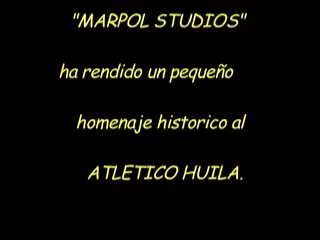 "MARPOL STUDIOS"
ha rendido un pequeño
homenaje historico al
ATLETICO HUILA.